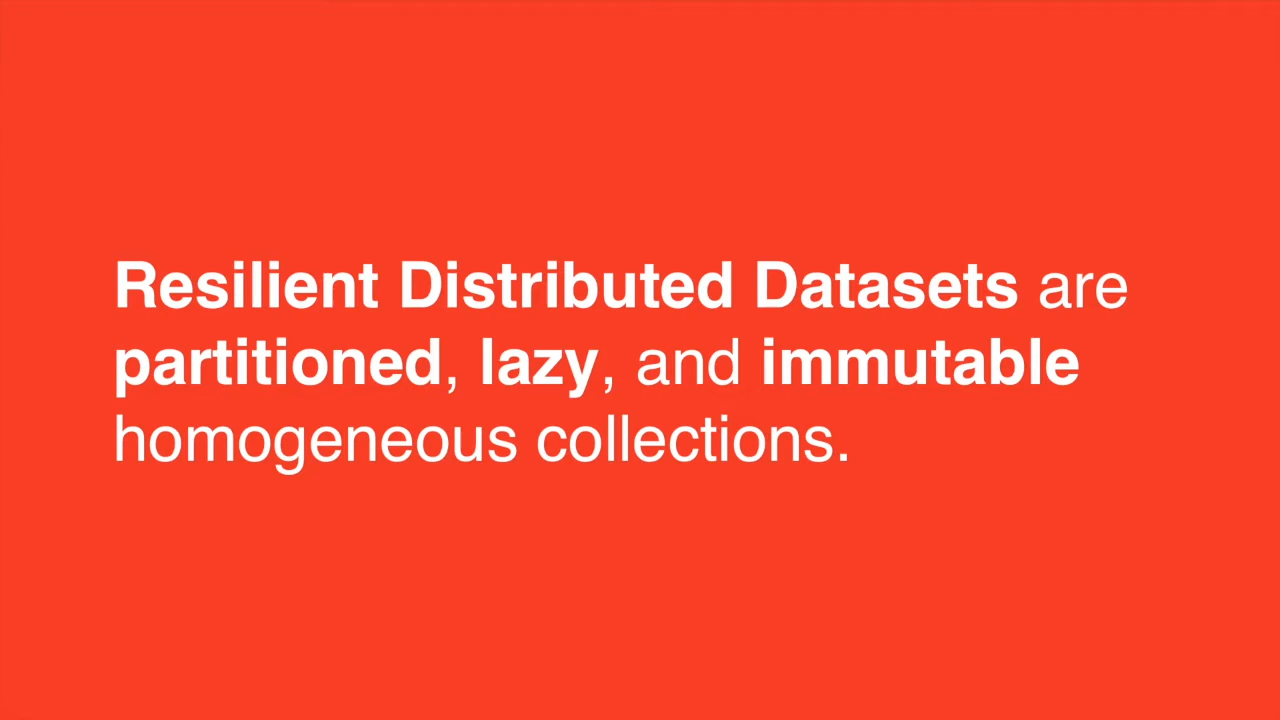 Resilient Distributed Datasets are
partitioned, lazy, and immutable
homogeneous collections.